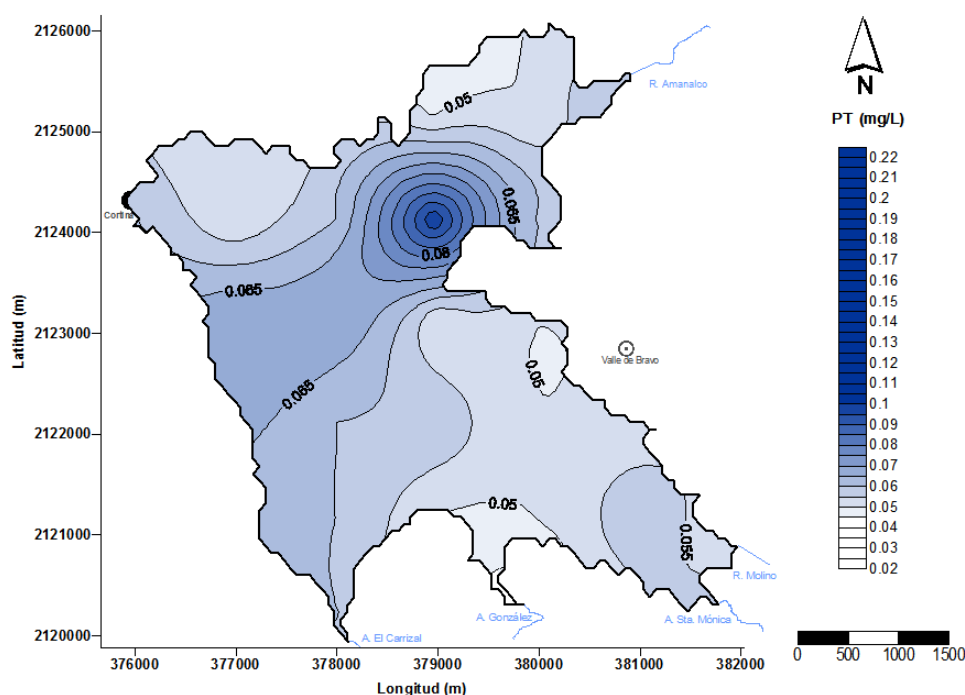 2126000
2125000
2124000
2123000
2122000
2121000
2120000
Latitud (m)
376000 377000 378000 379000 380000 381000 382000
Longitud (m)
0.05
0.065
0.08
0.065
0.065
0.05
0.05
0.055
R. Amanalco
Cortina
Valle de Bravo
R. Molino
A. Sta. Mónica
A. González
A. El Carrizal
N
PT (mg/L)
0.22
0.21
0.2
0.19
0.18
0.17
0.16
0.15
0.14
0.13
0.12
0.11
0.1
0.09
0.08
0.07
0.06
0.05
0.04
0.03
0.02
0 500 1000 1500